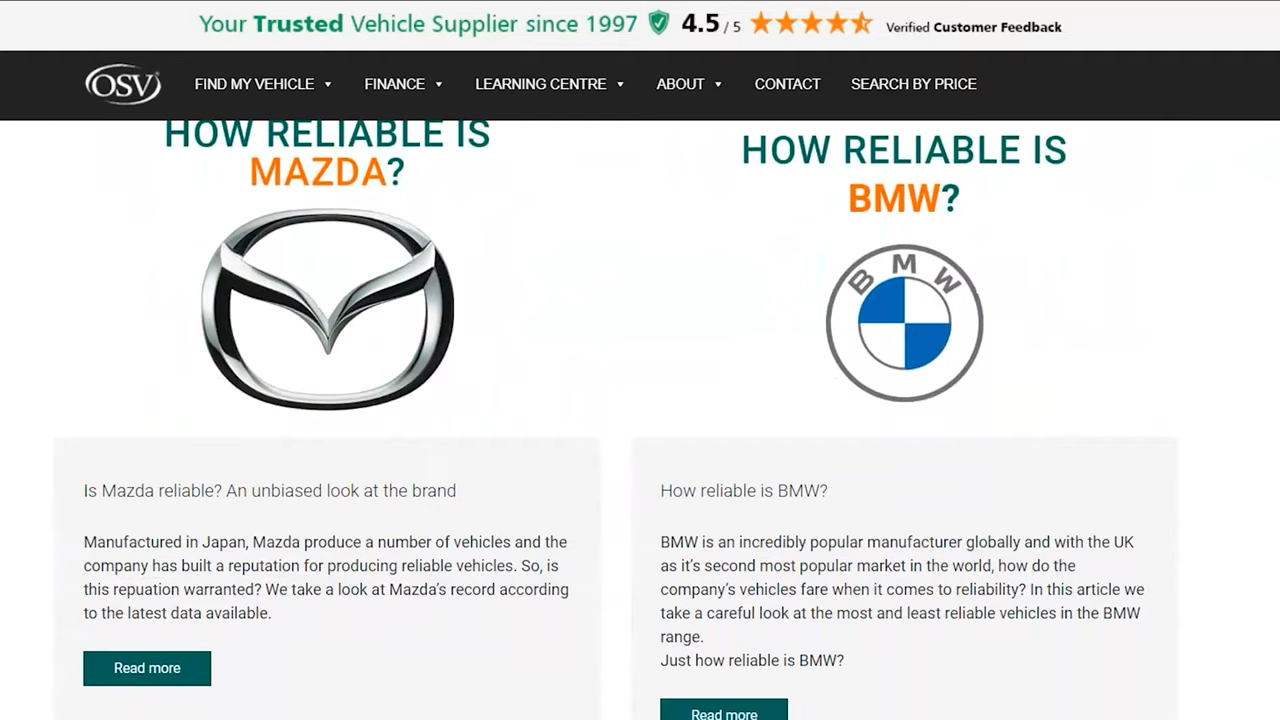 Your Trusted Vehicle Supplier since 1997 4.5 / 5 Verified Customer Feedback
OSV FIND MY VEHICLE FINANCE LEARNING CENTRE ABOUT CONTACT SEARCH BY PRICE
HOW RELIABLE IS
MAZDA?
HOW RELIABLE IS
BMW?
BMW
Is Mazda reliable? An unbiased look at the brand
Manufactured in Japan, Mazda produce a number of vehicles and the
company has built a reputation for producing reliable vehicles. So, is
this repuation warranted? We take a look at Mazda's record according
to the latest data available.
Read more
How reliable is BMW?
BMW is an incredibly popular manufacturer globally and with the UK
as it's second most popular market in the world, how do the
company's vehicles fare when it comes to reliability? In this article we
take a careful look at the most and least reliable vehicles in the BMW
range.
Just how reliable is BMW?
Read more